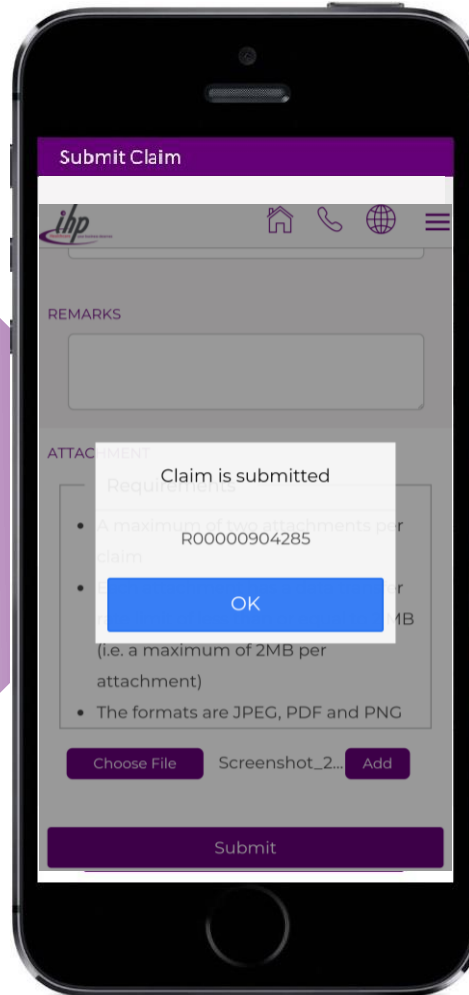 Submit Claim
ihp
REMARKS
ATTACHMENT
Requirements
Claim is submitted
R00000904285
OK
A maximum of two attachments per
claim
r
MB
(i.e. a maximum of 2MB per
attachment)
The formats are JPEG, PDF and PNG
Choose File
Screenshot_2...
Add
Submit